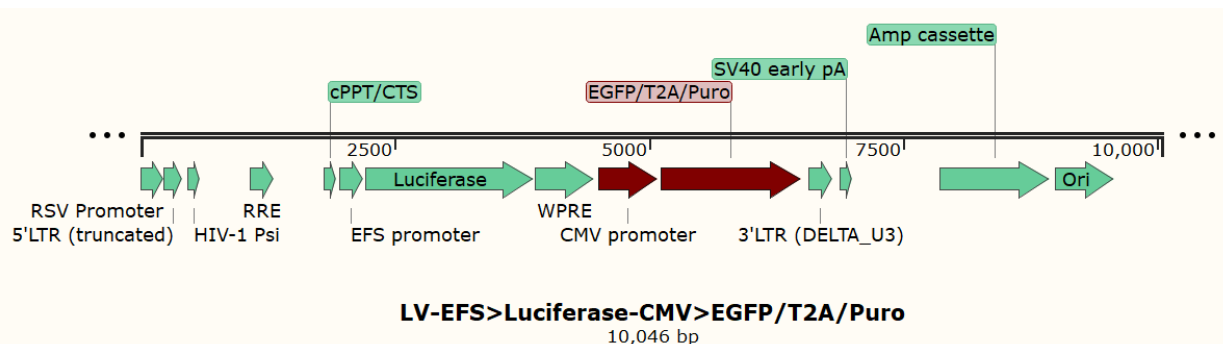 Amp cassette
SV40 early pA
cPPT/CTS EGFP/T2A/Puro
2500 5000 7500 10,000
Luciferase Ori
RSV Promoter RRE WPRE
5'LTR (truncated) HIV-1 Psi EFS promoter CMV promoter 3'LTR (DELTA_U3)
LV-EFS>Luciferase-CMV>EGFP/T2A/Puro
10,046 bp